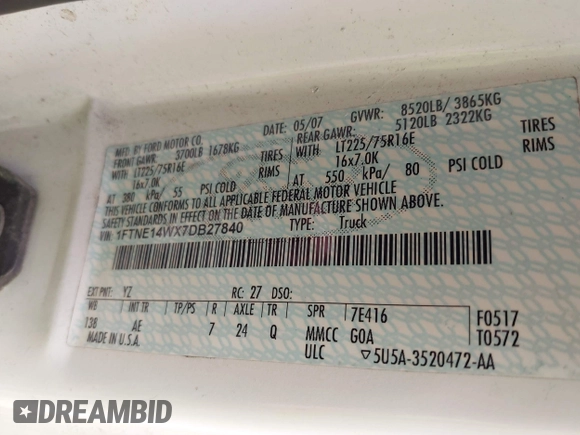 MFD. BY FORD MOTOR CO.
DATE: 05/07 GVWR: 8520LB/ 3865KG
FRONT GAWR: 3700LB 1678KG
REAR GAWR: 5120LB 2322KG
WITH LT225/75R16E TIRES
WITH LT225/75R16E TIRES
16x7.0K RIMS
16x7.0K RIMS
AT 380 kPa/ 55 PSI COLD
AT 550 kPa/ 80 PSI COLD
THIS VEHICLE CONFORMS TO ALL APPLICABLE FEDERAL MOTOR VEHICLE
SAFETY STANDARDS IN EFFECT ON THE DATE OF MANUFACTURE SHOWN ABOVE.
VIN: 1FTNE14WX7DB27840 TYPE: Truck
EXT PNT: YZ RC: 27 DSO:
WB INT TR TP/PS R AXLE TR SPR 7E416 F0517
138 AE 7 24 Q MMCC G0A T0572
MADE IN U.S.A. ULC ▽5U5A-3520472-AA
DREAMBID